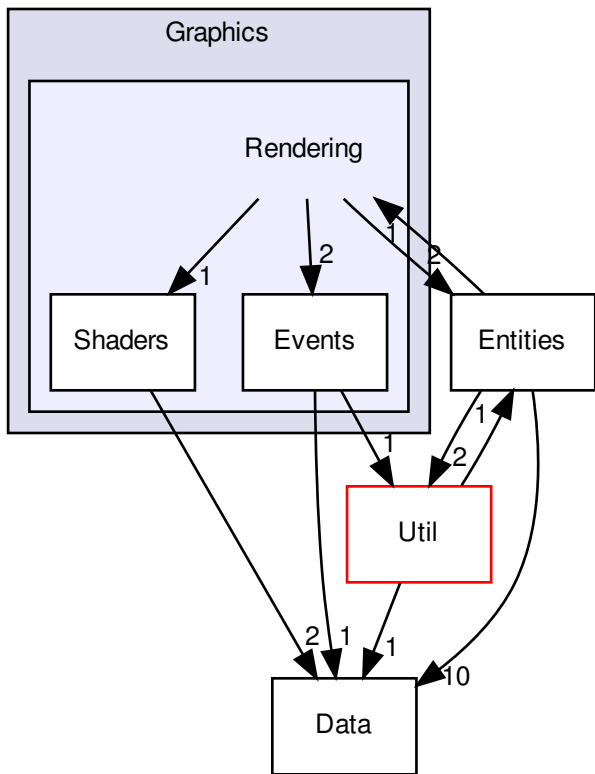 Graphics
Rendering
1
2
1
2
Shaders
Events
Entities
1
2
1
Util
2
1
1
10
Data